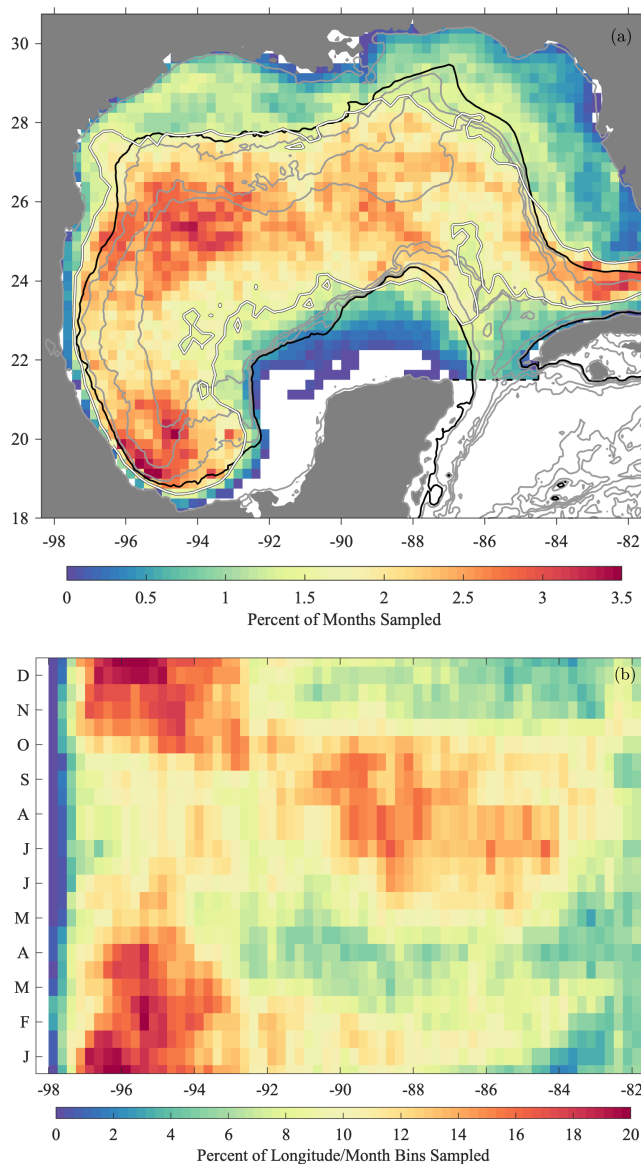 (a)
30
28
26
24
22
20
18
-98 -96 -94 -92 -90 -88 -86 -84 -82
0 0.5 1 1.5 2 2.5 3 3.5
Percent of Months Sampled
(b)
D
N
O
S
A
J
J
M
A
M
F
J
-98 -96 -94 -92 -90 -88 -86 -84 -82
0 2 4 6 8 10 12 14 16 18 20
Percent of Longitude/Month Bins Sampled